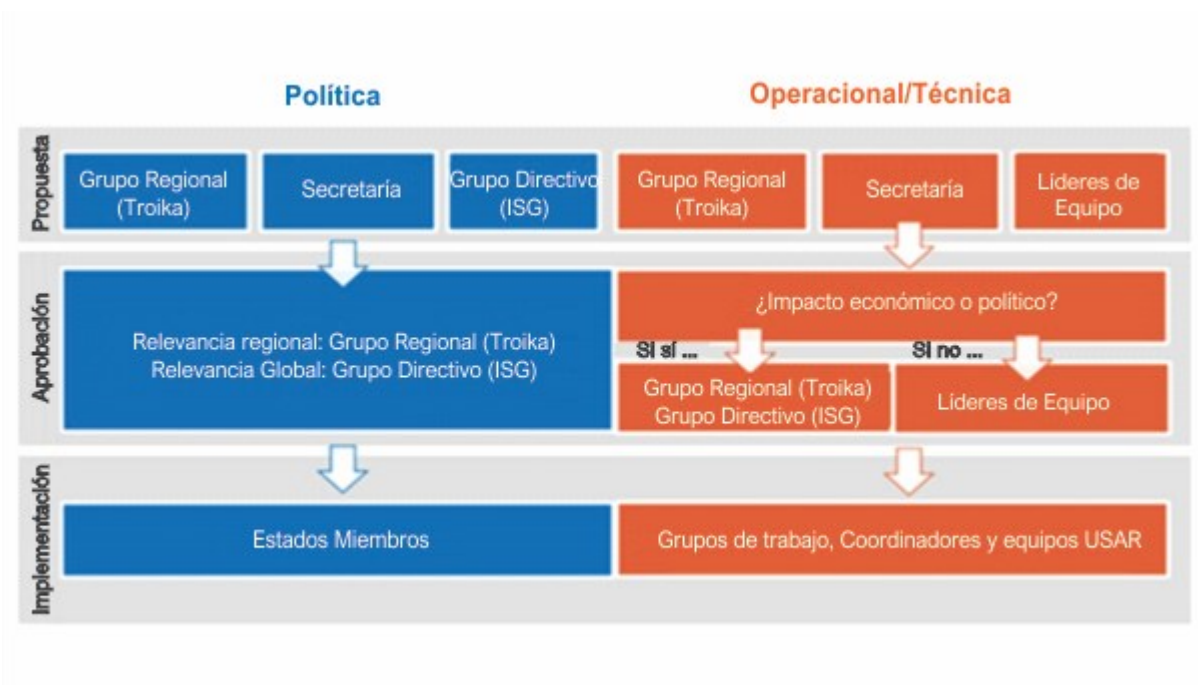 Política
Operacional/Técnica
Propuesta
Grupo Regional
(Troika)
Secretaría
Grupo Directivo
(ISG)
Grupo Regional
(Troika)
Secretaría
Líderes de
Equipo
Aprobación
Relevancia regional: Grupo Regional (Troika)
Relevancia Global: Grupo Directivo (ISG)
¿Impacto económico o político?
Si sí ...
Si no ...
Grupo Regional (Troika)
Grupo Directivo (ISG)
Líderes de Equipo
Implementación
Estados Miembros
Grupos de trabajo, Coordinadores y equipos USAR